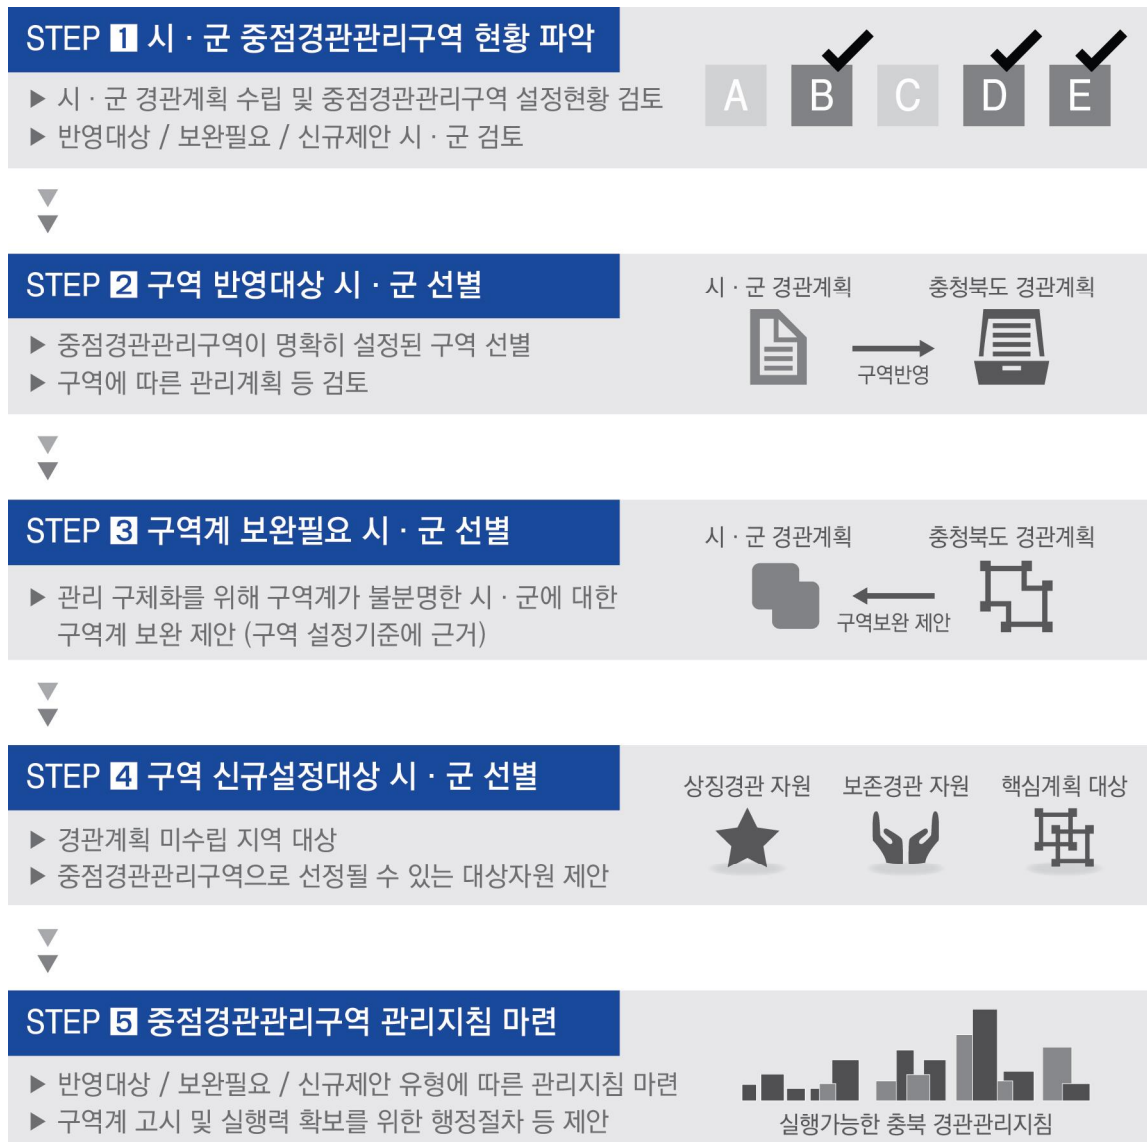 STEP 1 시 · 군 중점경관관리구역 현황 파악
▶ 시 · 군 경관계획 수립 및 중점경관관리구역 설정현황 검토
▶ 반영대상 / 보완필요 / 신규제안 시 · 군 검토
A B C D E
STEP 2 구역 반영대상 시 · 군 선별
▶ 중점경관관리구역이 명확히 설정된 구역 선별
▶ 구역에 따른 관리계획 등 검토
시 · 군 경관계획 충청북도 경관계획
구역반영
STEP 3 구역계 보완필요 시 · 군 선별
▶ 관리 구체화를 위해 구역계가 불분명한 시 · 군에 대한
구역계 보완 제안 (구역 설정기준에 근거)
시 · 군 경관계획 충청북도 경관계획
구역보완 제안
STEP 4 구역 신규설정대상 시 · 군 선별
▶ 경관계획 미수립 지역 대상
▶ 중점경관관리구역으로 선정될 수 있는 대상자원 제안
상징경관 자원 보존경관 자원 핵심계획 대상
STEP 5 중점경관관리구역 관리지침 마련
▶ 반영대상 / 보완필요 / 신규제안 유형에 따른 관리지침 마련
▶ 구역계 고시 및 실행력 확보를 위한 행정절차 등 제안
실행가능한 충북 경관관리지침